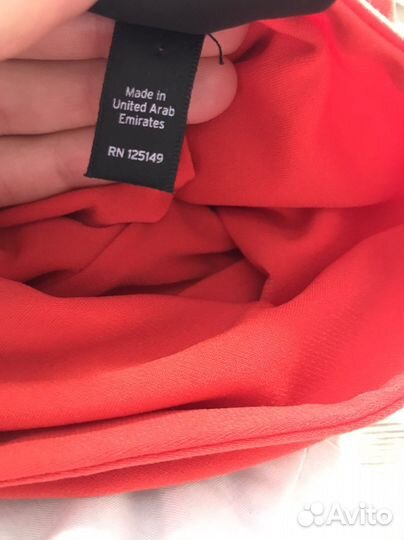 Made in
United Arab
Emirates
RN 125149
Avito